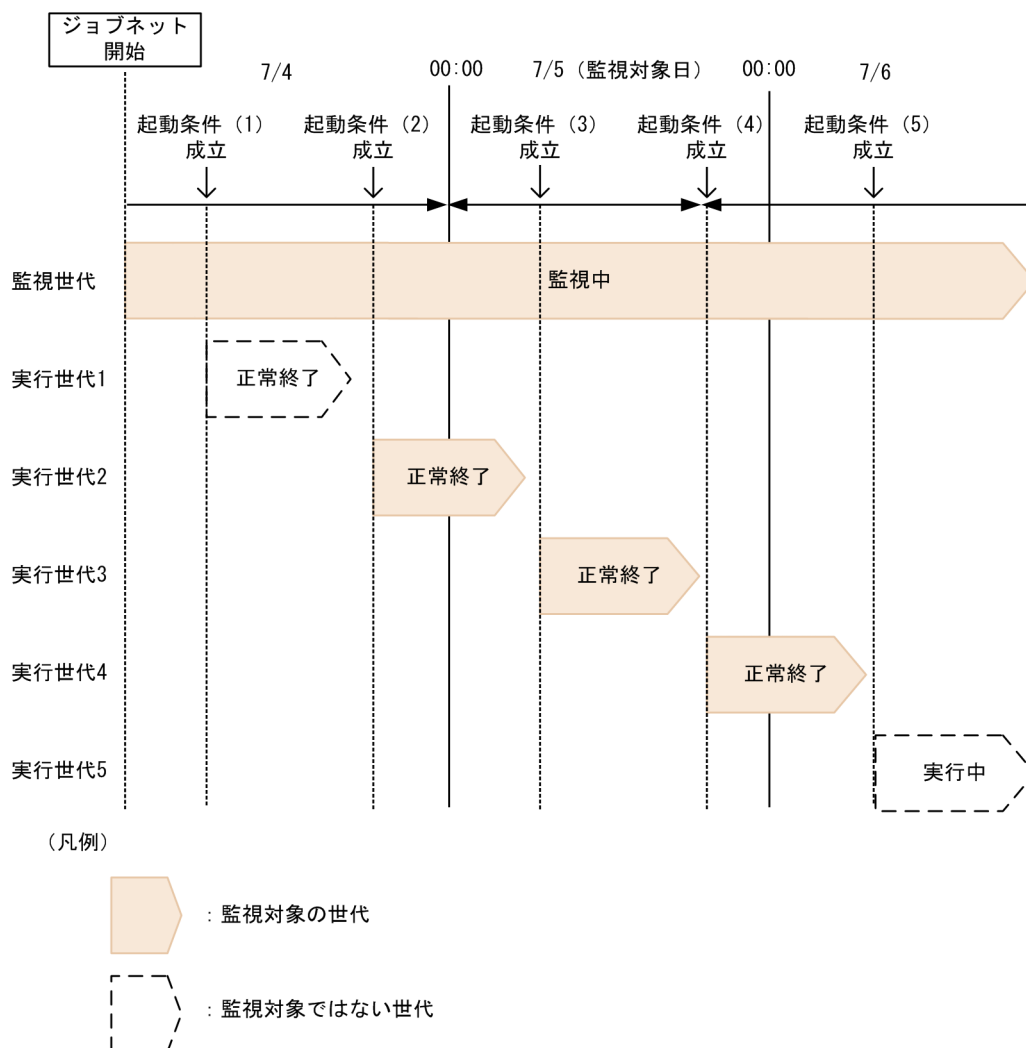 ジョブネット
開始
7/4
00:00
7/5（監視対象日）
00:00
7/6
起動条件（1）
成立
起動条件（2）
成立
起動条件（3）
成立
起動条件（4）
成立
起動条件（5）
成立
監視世代
監視中
実行世代1
正常終了
実行世代2
正常終了
実行世代3
正常終了
実行世代4
正常終了
実行世代5
実行中
（凡例）
：監視対象の世代
：監視対象ではない世代